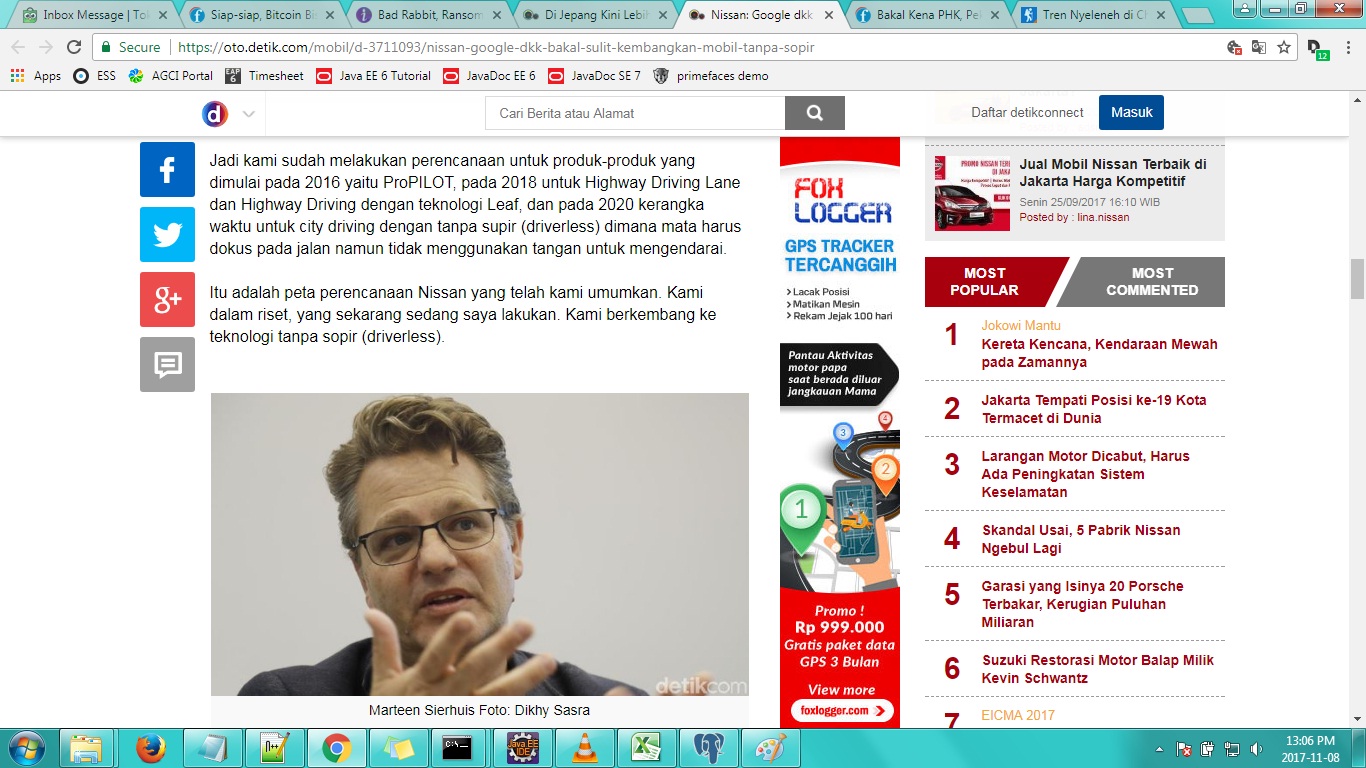 Inbox Message | Tok
Siap-siap, Bitcoin Bis
Bad Rabbit, Ransom
Di Jepang Kini Lebih
Nissan: Google dkk
Bakal Kena PHK, Pek
Tren Nyeleneh di Ch
Secure
https://oto.detik.com/mobil/d-3711093/nissan-google-dkk-bakal-sulit-kembangkan-mobil-tanpa-sopir
12
Apps
ESS
AGCI Portal
EAP 6
Timesheet
Java EE 6 Tutorial
JavaDoc EE 6
JavaDoc SE 7
primefaces demo
Cari Berita atau Alamat
Daftar detikconnect
Masuk
Jadi kami sudah melakukan perencanaan untuk produk-produk yang
dimulai pada 2016 yaitu ProPILOT, pada 2018 untuk Highway Driving Lane
dan Highway Driving dengan teknologi Leaf, dan pada 2020 kerangka
waktu untuk city driving dengan tanpa supir (driverless) dimana mata harus
dokus pada jalan namun tidak menggunakan tangan untuk mengendarai.
Itu adalah peta perencanaan Nissan yang telah kami umumkan. Kami
dalam riset, yang sekarang sedang saya lakukan. Kami berkembang ke
teknologi tanpa sopir (driverless).
detikcom
Marteen Sierhuis Foto: Dikhy Sasra
FOX
LOGGER
GPS TRACKER
TERCANGGIH
Lacak Posisi
Matikan Mesin
Rekam Jejak 100 hari
Pantau Aktivitas
motor papa
saat berada diluar
jangkauan Mama
4
3
2
1
Promo !
Rp 999.000
Gratis paket data
GPS 3 Bulan
View more
foxlogger.com
Jual Mobil Nissan Terbaik di
Jakarta Harga Kompetitif
Senin 25/09/2017 16:10 WIB
Posted by : lina.nissan
MOST
POPULAR
MOST
COMMENTED
1
Jokowi Mantu
Kereta Kencana, Kendaraan Mewah
pada Zamannya
2
Jakarta Tempati Posisi ke-19 Kota
Termacet di Dunia
3
Larangan Motor Dicabut, Harus
Ada Peningkatan Sistem
Keselamatan
4
Skandal Usai, 5 Pabrik Nissan
Ngebul Lagi
5
Garasi yang Isinya 20 Porsche
Terbakar, Kerugian Puluhan
Miliaran
6
Suzuki Restorasi Motor Balap Milik
Kevin Schwantz
7
EICMA 2017
Java EE
IDE
13:06 PM
2017-11-08